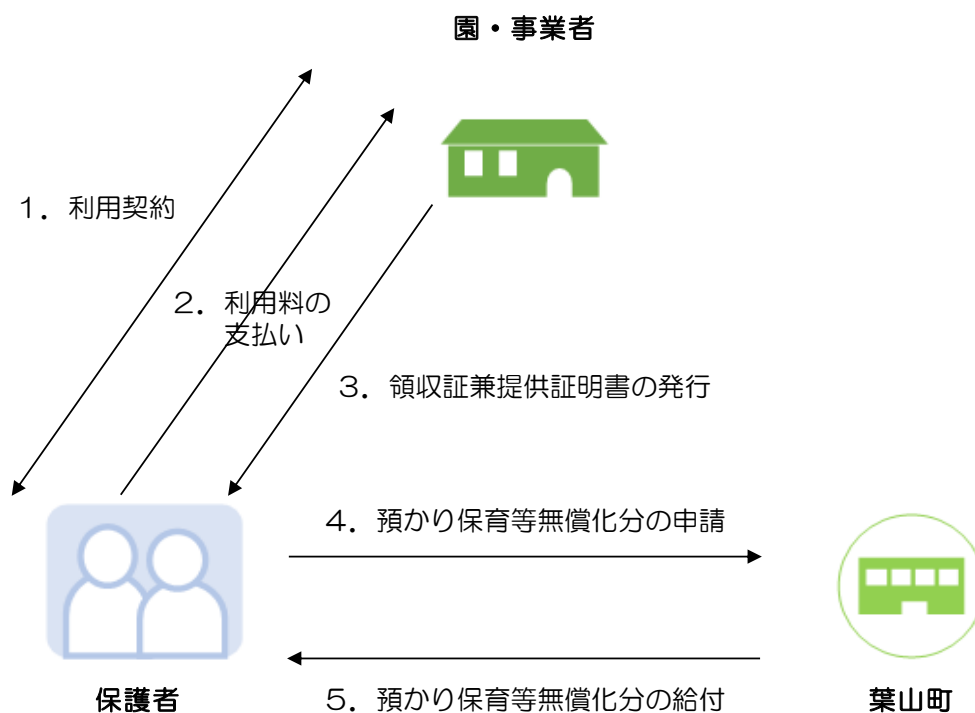 園・事業者
１．利用契約
２．利用料の
支払い
３．領収証兼提供証明書の発行
４．預かり保育等無償化分の申請
５．預かり保育等無償化分の給付
保護者
葉山町